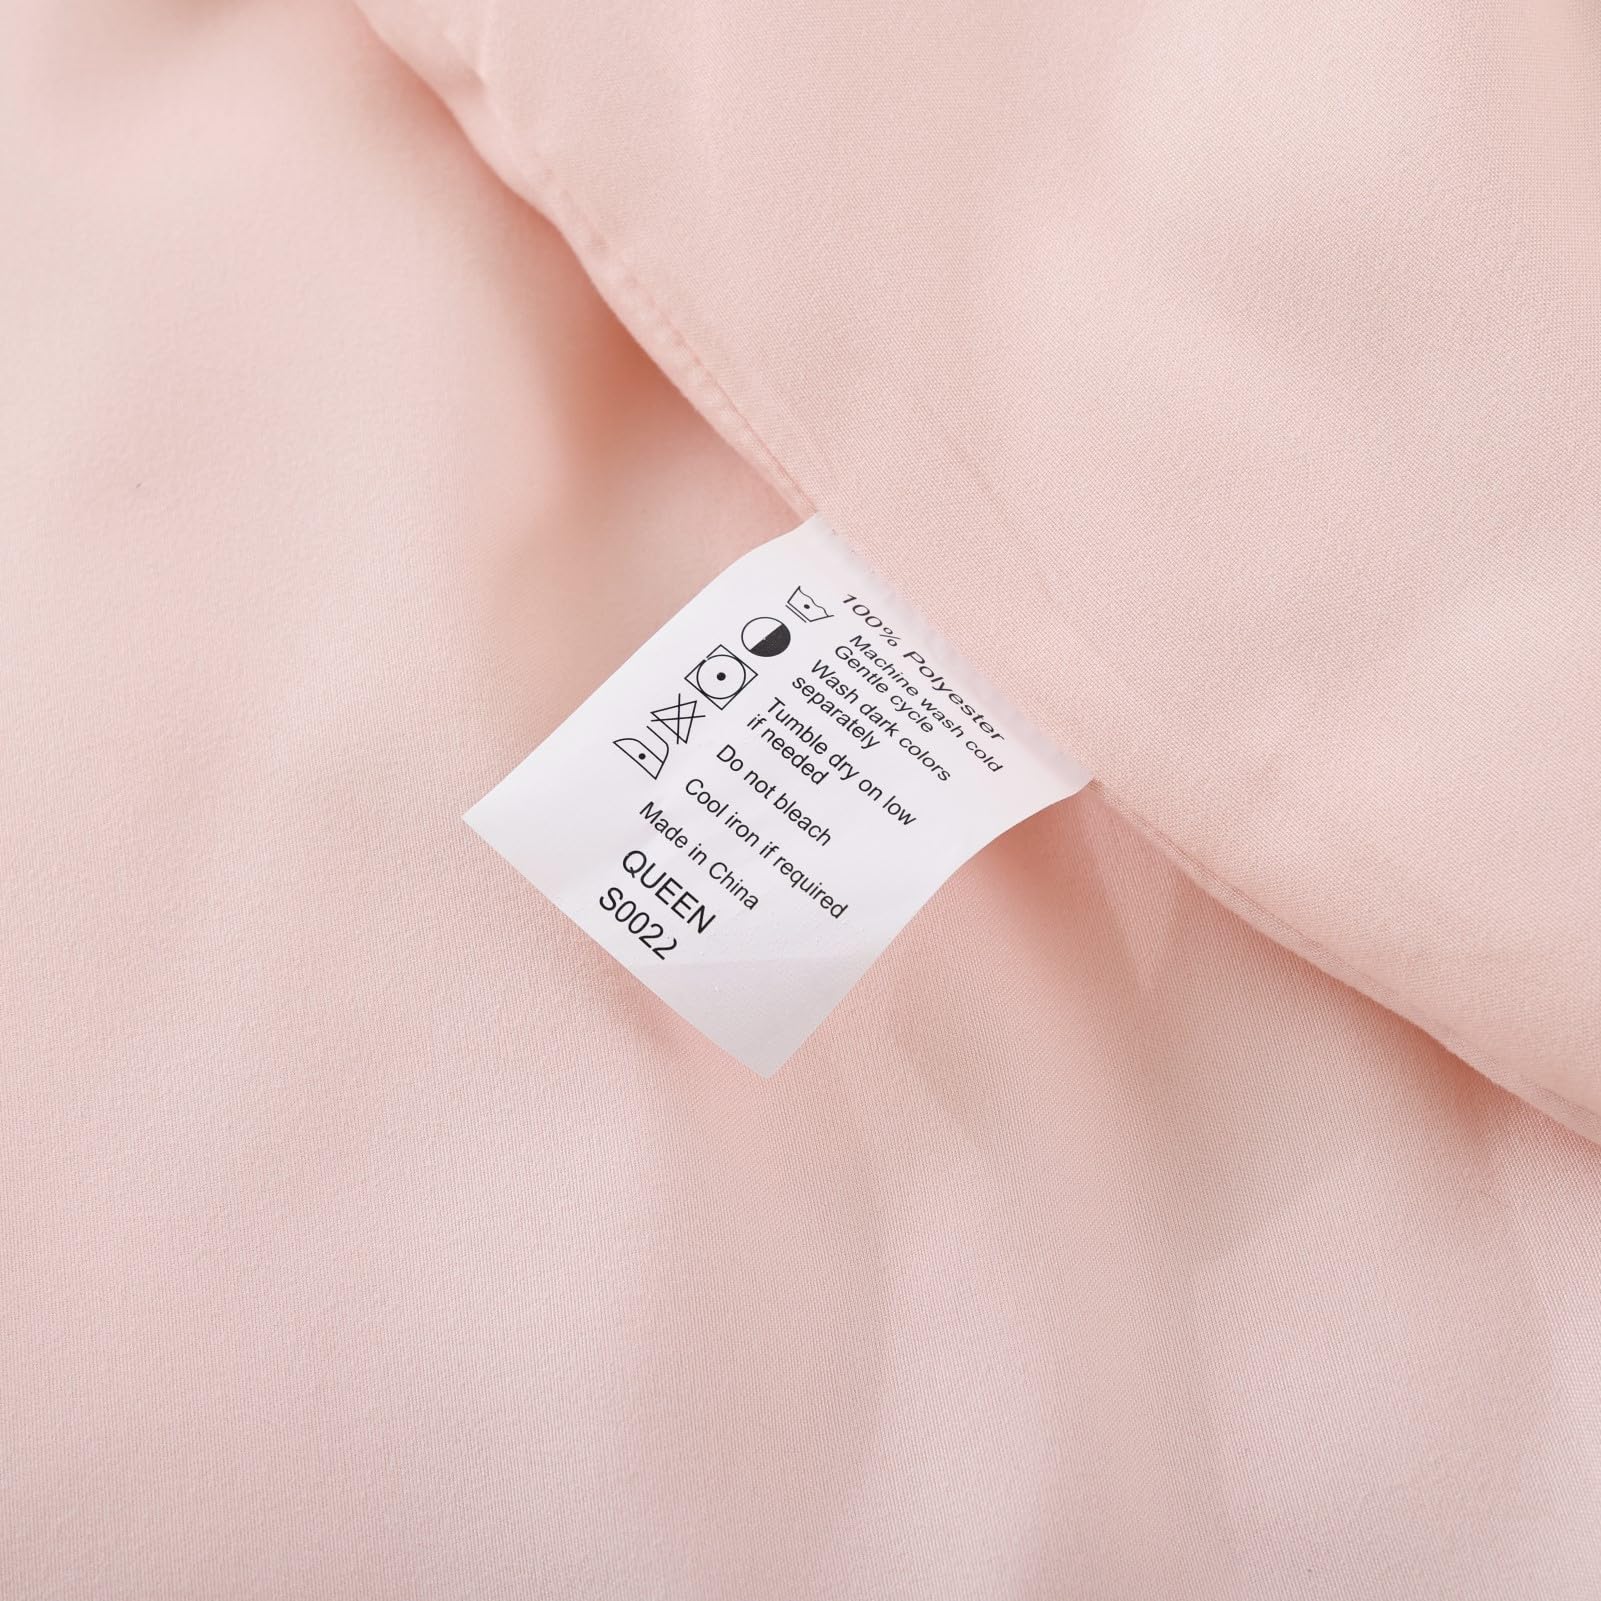 100% Polyester
Machine wash cold
Gentle cycle
Wash dark colors
separately
Tumble dry on low
if needed
Do not bleach
Cool iron if required
Made in China
QUEEN
S0022